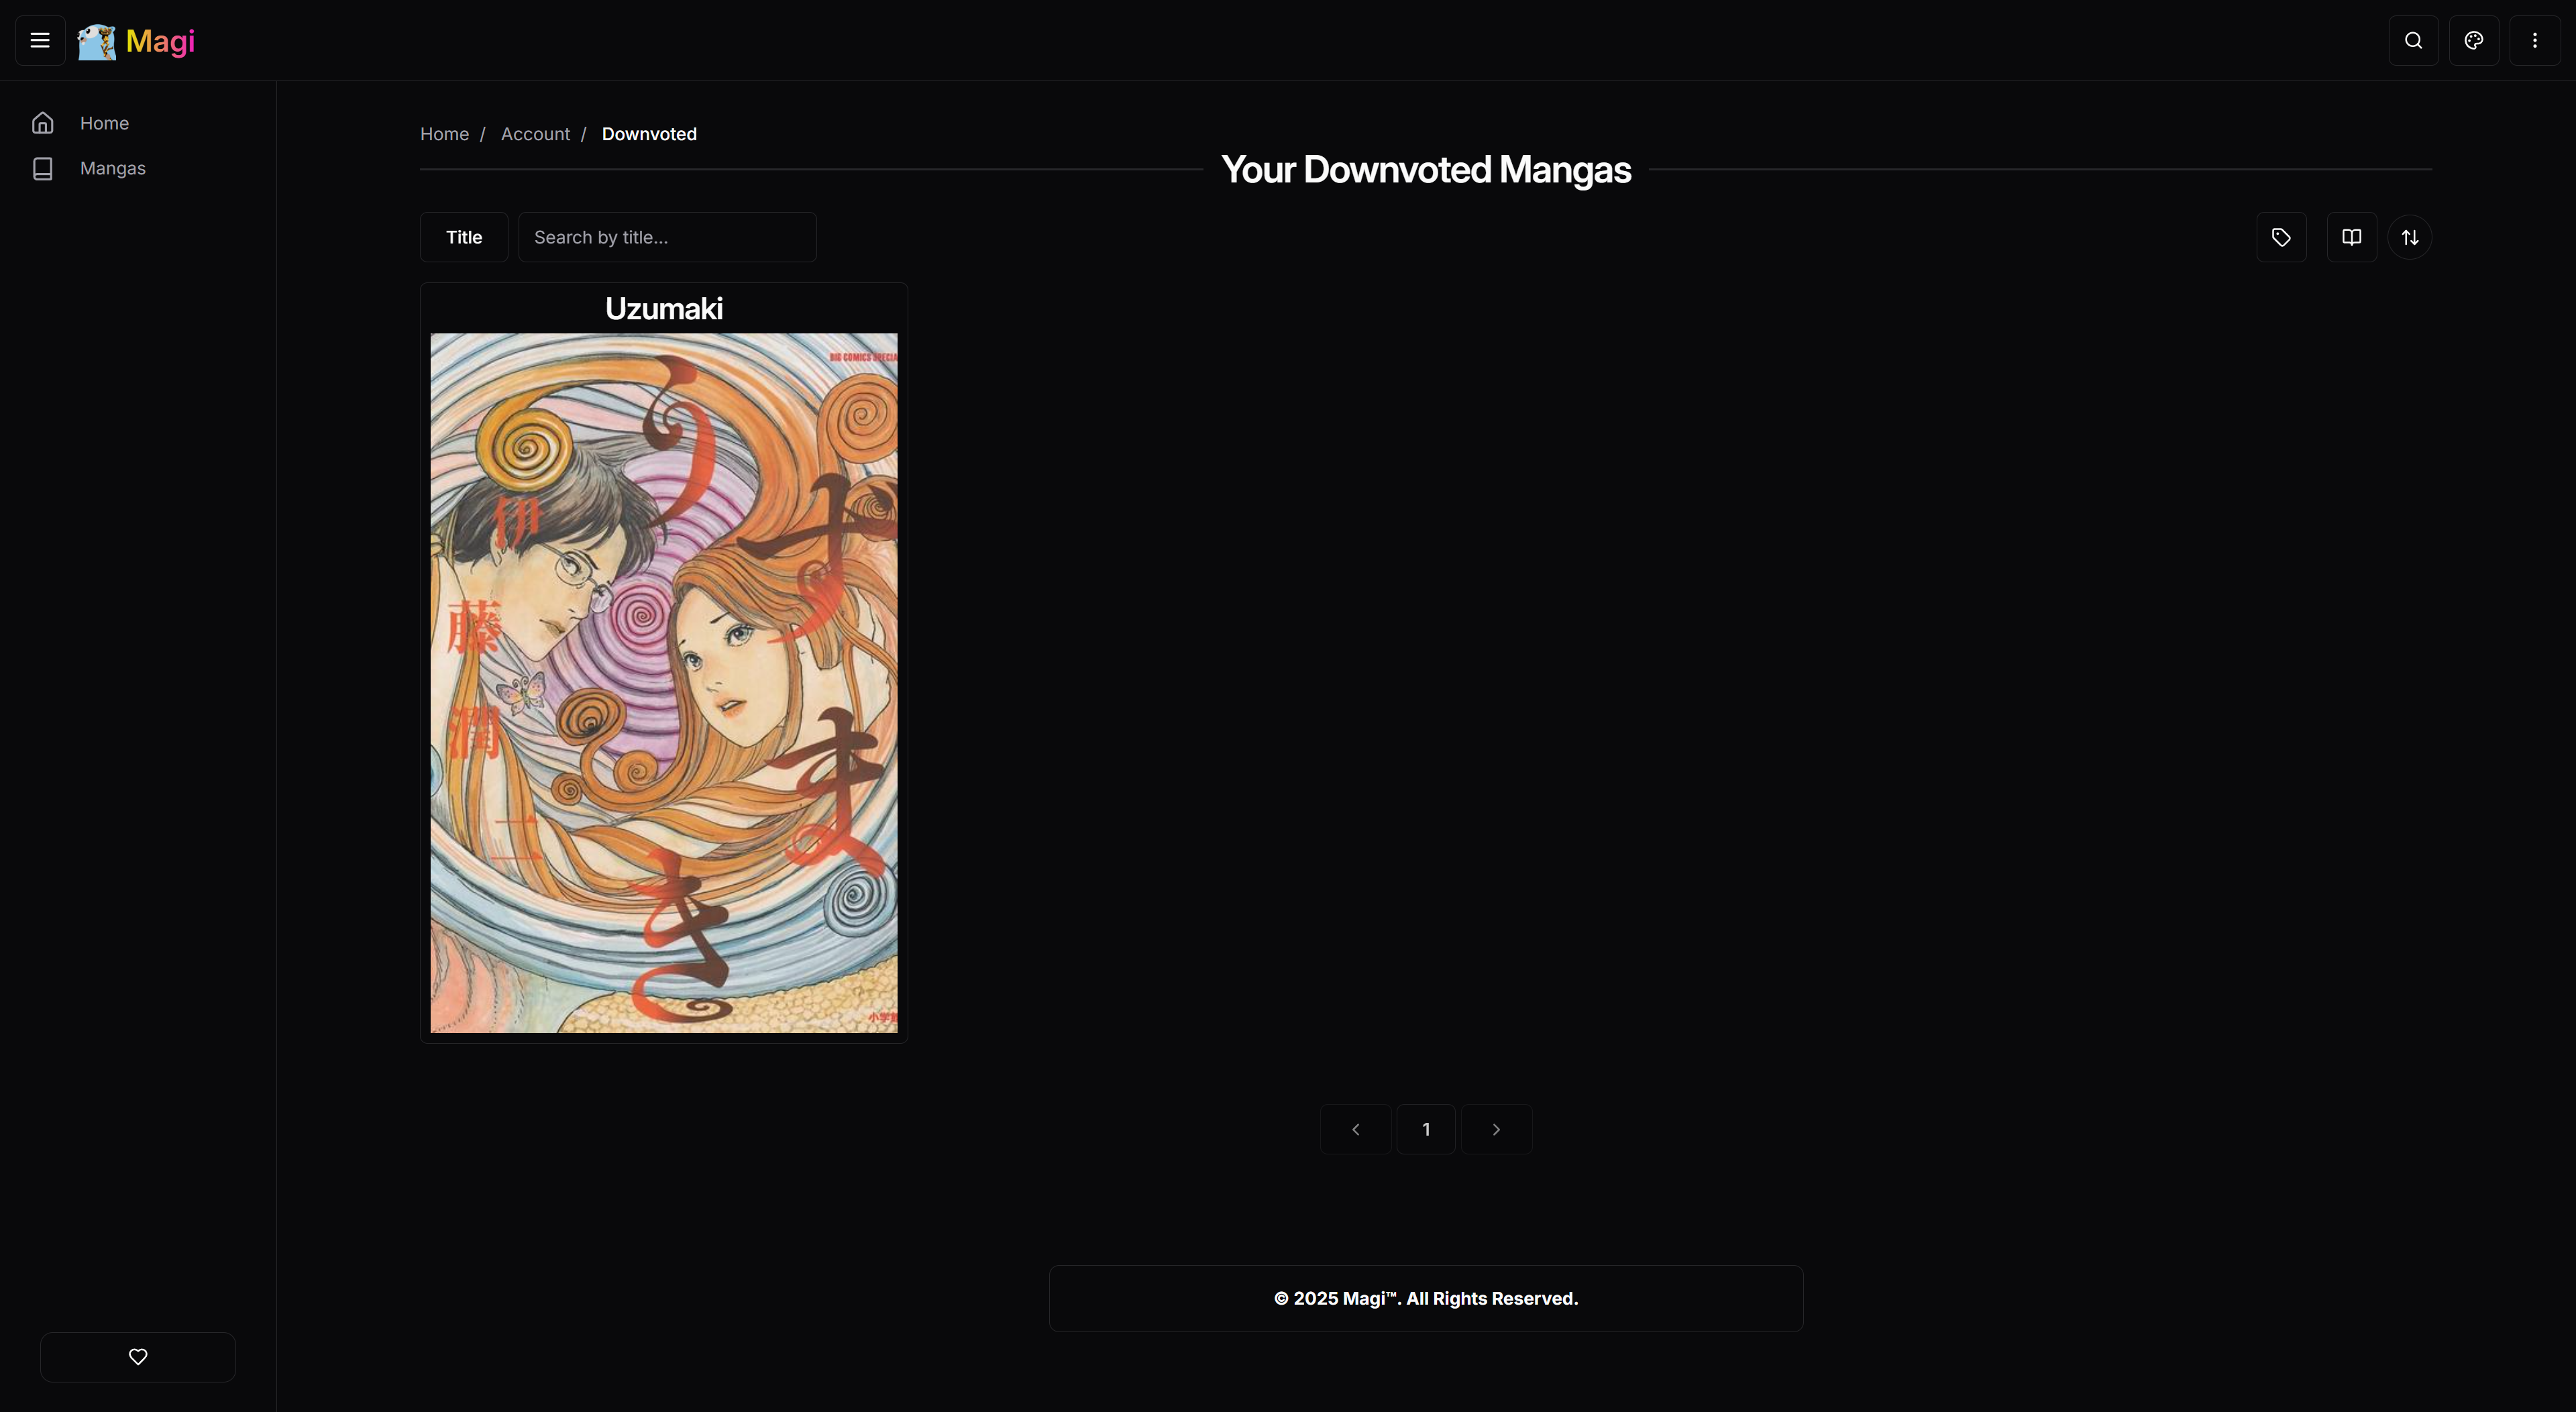 Magi
Home
Mangas
Home / Account / Downvoted
Your Downvoted Mangas
Title
Search by title...
Uzumaki
BIG COMICS SPECIA
うずまき
伊藤潤二
小学館
1
© 2025 Magi™. All Rights Reserved.